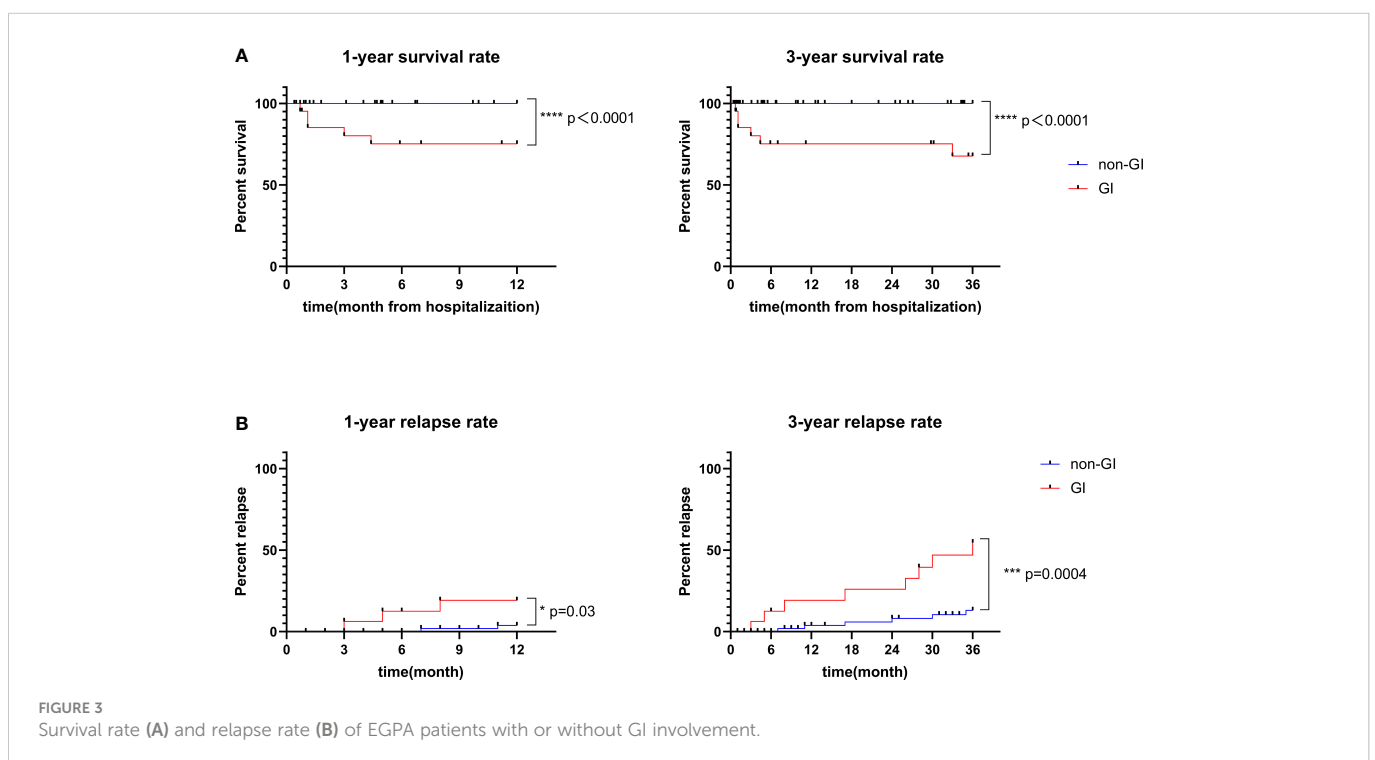 A
1-year survival rate
3-year survival rate
Percent survival
100
50
0
0 3 6 9 12
time(month from hospitalizaition)
**** p<0.0001
Percent survival
100
50
0
0 6 12 18 24 30 36
time(month from hospitalization)
**** p<0.0001
non-GI
GI
B
1-year relapse rate
3-year relapse rate
Percent relapse
100
50
0
0 3 6 9 12
time(month)
* p=0.03
Percent relapse
100
50
0
0 6 12 18 24 30 36
time(month)
*** p=0.0004
non-GI
GI
FIGURE 3
Survival rate (A) and relapse rate (B) of EGPA patients with or without GI involvement.